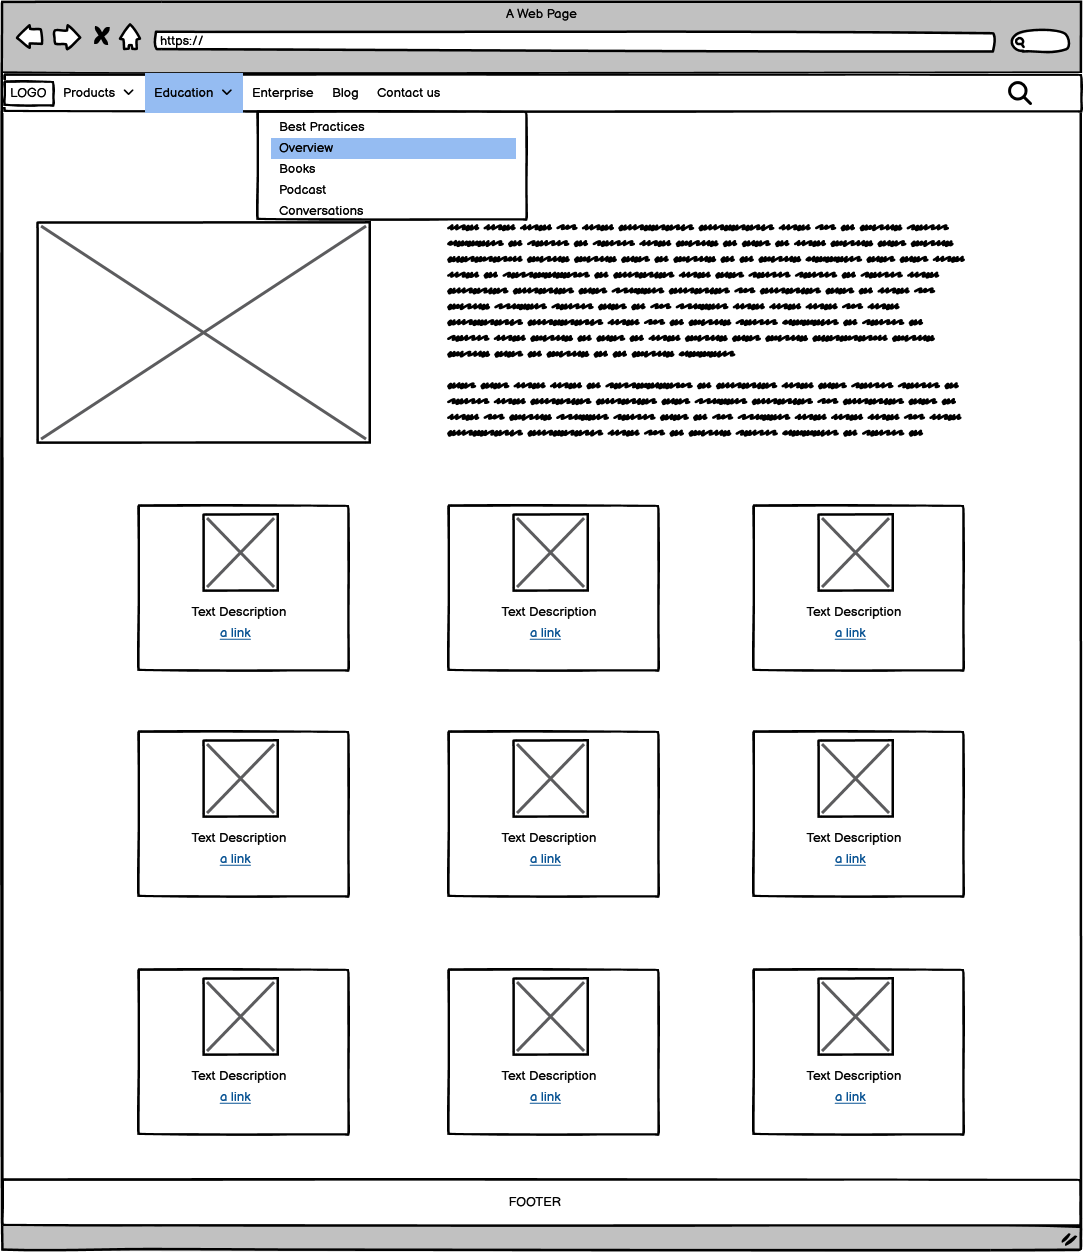 A Web Page
https://
LOGO Products Education Enterprise Blog Contact us
Best Practices
Overview
Books
Podcast
Conversations
Text Description Text Description Text Description
a link a link a link
Text Description Text Description Text Description
a link a link a link
Text Description Text Description Text Description
a link a link a link
FOOTER